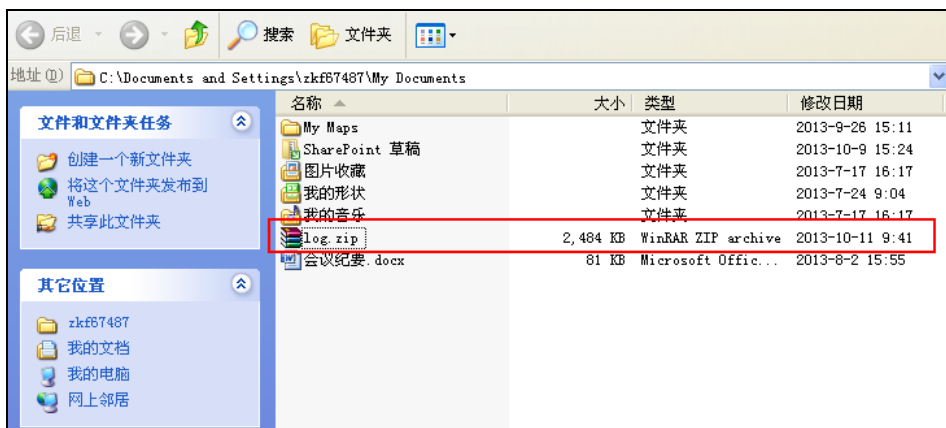 后退 搜索 文件夹
地址(D) C:\Documents and Settings\zkf67487\My Documents
文件和文件夹任务
创建一个新文件夹
将这个文件夹发布到
Web
共享此文件夹
其它位置
zkf67487
我的文档
我的电脑
网上邻居
名称 大小 类型 修改日期
My Maps 文件夹 2013-9-26 15:11
SharePoint 草稿 文件夹 2013-10-9 15:24
图片收藏 文件夹 2013-7-17 16:17
我的形状 文件夹 2013-7-24 9:04
我的音乐 文件夹 2013-7-17 16:17
log.zip 2,484 KB WinRAR ZIP archive 2013-10-11 9:41
会议纪要.docx 81 KB Microsoft Offic... 2013-8-2 15:55